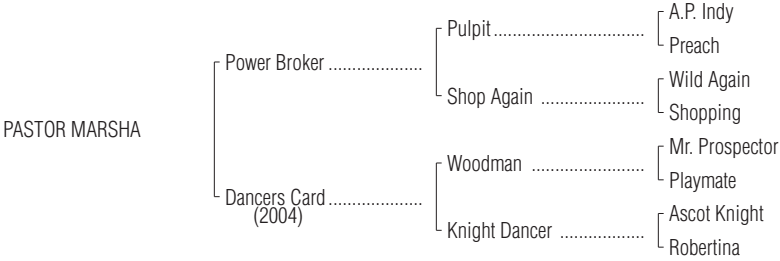 A.P. Indy
Pulpit..............................
Preach
Power Broker ...................
Wild Again
Shop Again .....................
Shopping
PASTOR MARSHA
Mr. Prospector
Woodman .......................
Playmate
Dancers Card...................
(2004)
Ascot Knight
Knight Dancer .................
Robertina